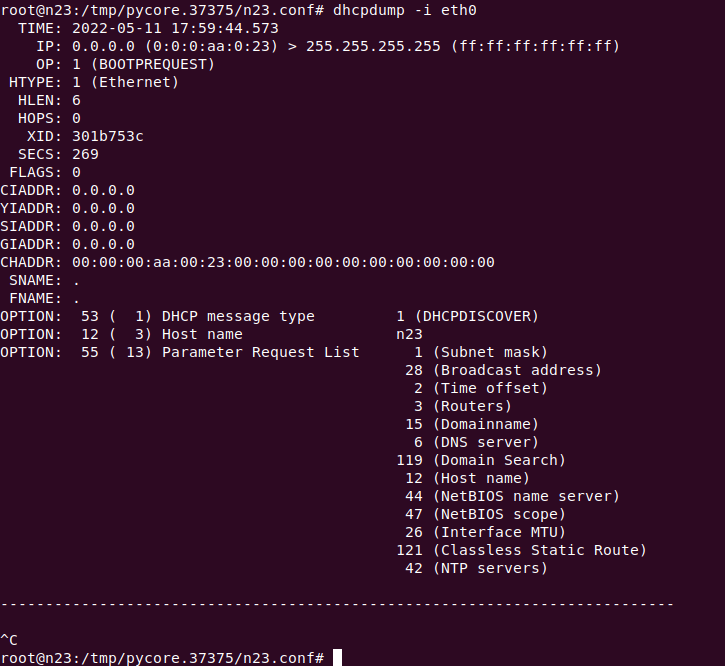 root@n23:/tmp/pycore.37375/n23.conf# dhcpdump -i eth0
  TIME: 2022-05-11 17:59:44.573
    IP: 0.0.0.0 (0:0:0:aa:0:23) > 255.255.255.255 (ff:ff:ff:ff:ff:ff)
    OP: 1 (BOOTPREQUEST)
 HTYPE: 1 (Ethernet)
  HLEN: 6
  HOPS: 0
   XID: 301b753c
  SECS: 269
 FLAGS: 0
CIADDR: 0.0.0.0
YIADDR: 0.0.0.0
SIADDR: 0.0.0.0
GIADDR: 0.0.0.0
CHADDR: 00:00:00:aa:00:23:00:00:00:00:00:00:00:00:00:00
 SNAME: .
 FNAME: .
OPTION:  53 (  1) DHCP message type         1 (DHCPDISCOVER)
OPTION:  12 (  3) Host name                 n23
OPTION:  55 ( 13) Parameter Request List      1 (Subnet mask)
                                             28 (Broadcast address)
                                              2 (Time offset)
                                              3 (Routers)
                                             15 (Domainname)
                                              6 (DNS server)
                                            119 (Domain Search)
                                             12 (Host name)
                                             44 (NetBIOS name server)
                                             47 (NetBIOS scope)
                                             26 (Interface MTU)
                                            121 (Classless Static Route)
                                             42 (NTP servers)
---------------------------------------------------------------------------
^C
root@n23:/tmp/pycore.37375/n23.conf#